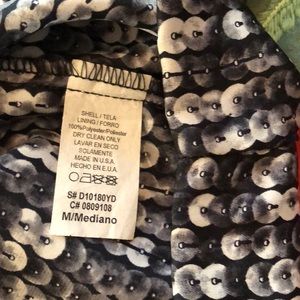 SHELL / TELA
LINING / FORRO
100%Polyester/Poliester
DRY CLEAN ONLY
LAVAR EN SECO
SOLAMENTE
MADE IN U.S.A.
HECHO EN E.U.A.
S# D10180YD
C# 0809108
M/Mediano